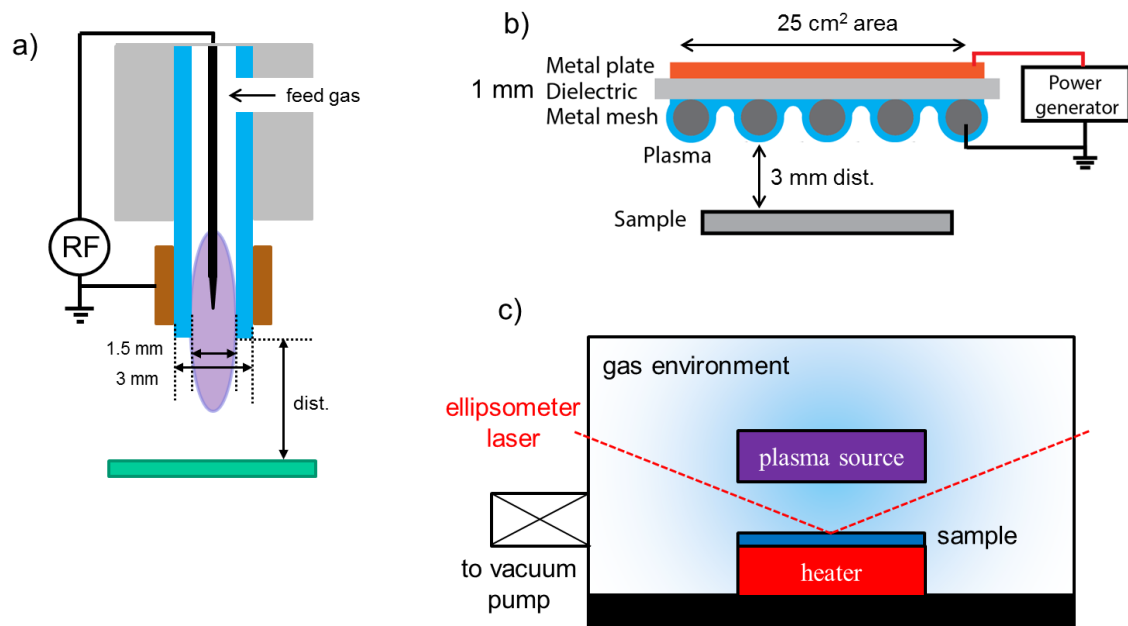 a)
feed gas
RF
1.5 mm
3 mm
dist.
b)
25 cm² area
Metal plate
1 mm Dielectric
Metal mesh
Power
generator
Plasma
3 mm dist.
Sample
c)
gas environment
ellipsometer
laser
plasma source
sample
heater
to vacuum
pump